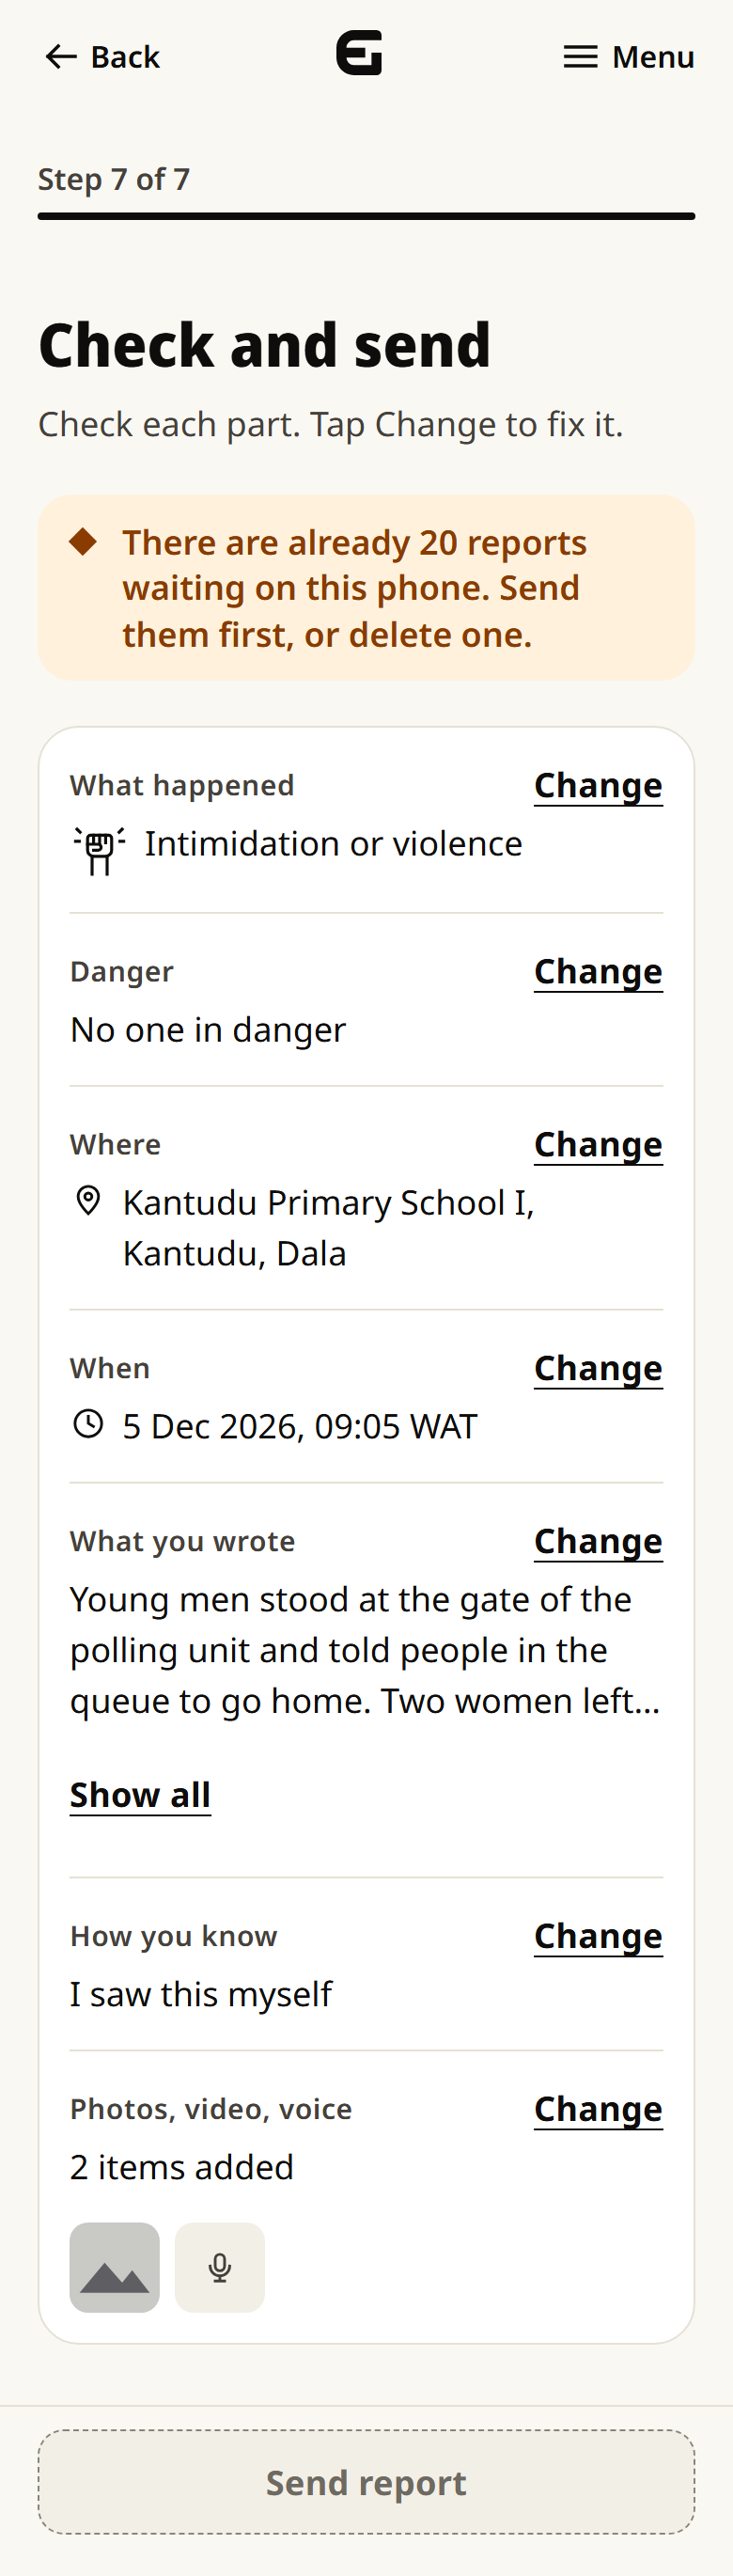 Back
Menu
Step 7 of 7
Check and send
Check each part. Tap Change to fix it.
There are already 20 reports
waiting on this phone. Send
them first, or delete one.
What happened
Change
Intimidation or violence
Danger
Change
No one in danger
Where
Change
Kantudu Primary School I,
Kantudu, Dala
When
Change
5 Dec 2026, 09:05 WAT
What you wrote
Change
Young men stood at the gate of the
polling unit and told people in the
queue to go home. Two women left...
Show all
How you know
Change
I saw this myself
Photos, video, voice
Change
2 items added
Send report